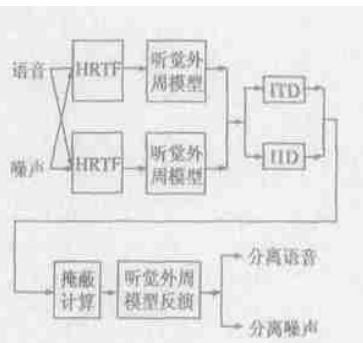 语音
HRTF
听觉外
周模型
ITD
噪声
HRTF
听觉外
周模型
IID
掩蔽
计算
听觉外周
模型反演
分离语音
分离噪声